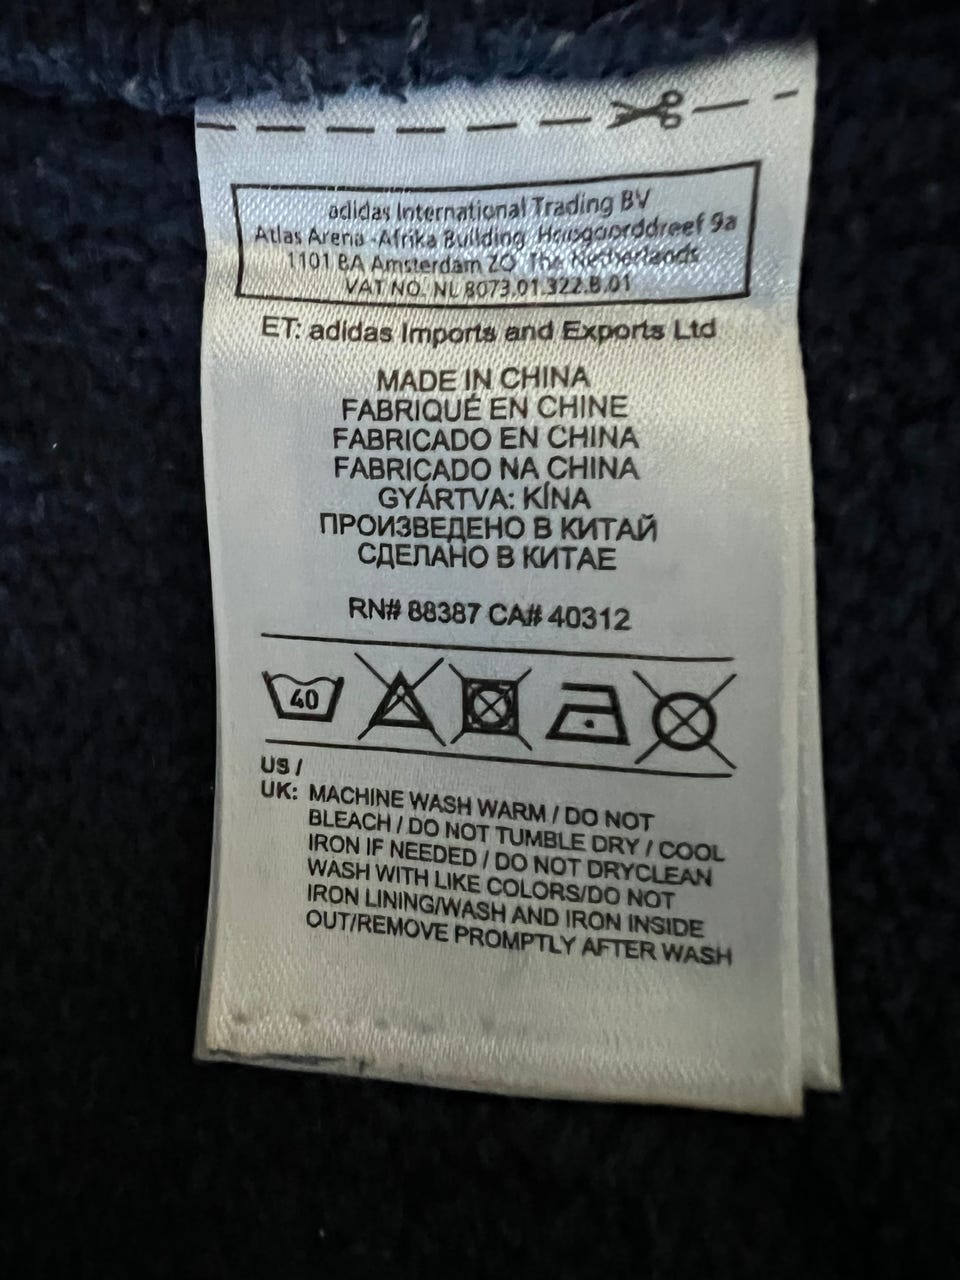 adidas International Trading BV
Atlas Arena -Afrika Building, Hoogoorddreef 9a
1101 BA Amsterdam ZO, The Netherlands
VAT NO. NL 8073.01.322.B.01
ET: adidas Imports and Exports Ltd
MADE IN CHINA
FABRIQUÉ EN CHINE
FABRICADO EN CHINA
FABRICADO NA CHINA
GYÁRTVA: KÍNA
ПРОИЗВЕДЕНО В КИТАЙ
СДЕЛАНО В КИТАЕ
RN# 88387 CA# 40312
40
US /
UK: MACHINE WASH WARM / DO NOT
BLEACH / DO NOT TUMBLE DRY / COOL
IRON IF NEEDED / DO NOT DRYCLEAN
WASH WITH LIKE COLORS/DO NOT
IRON LINING/WASH AND IRON INSIDE
OUT/REMOVE PROMPTLY AFTER WASH